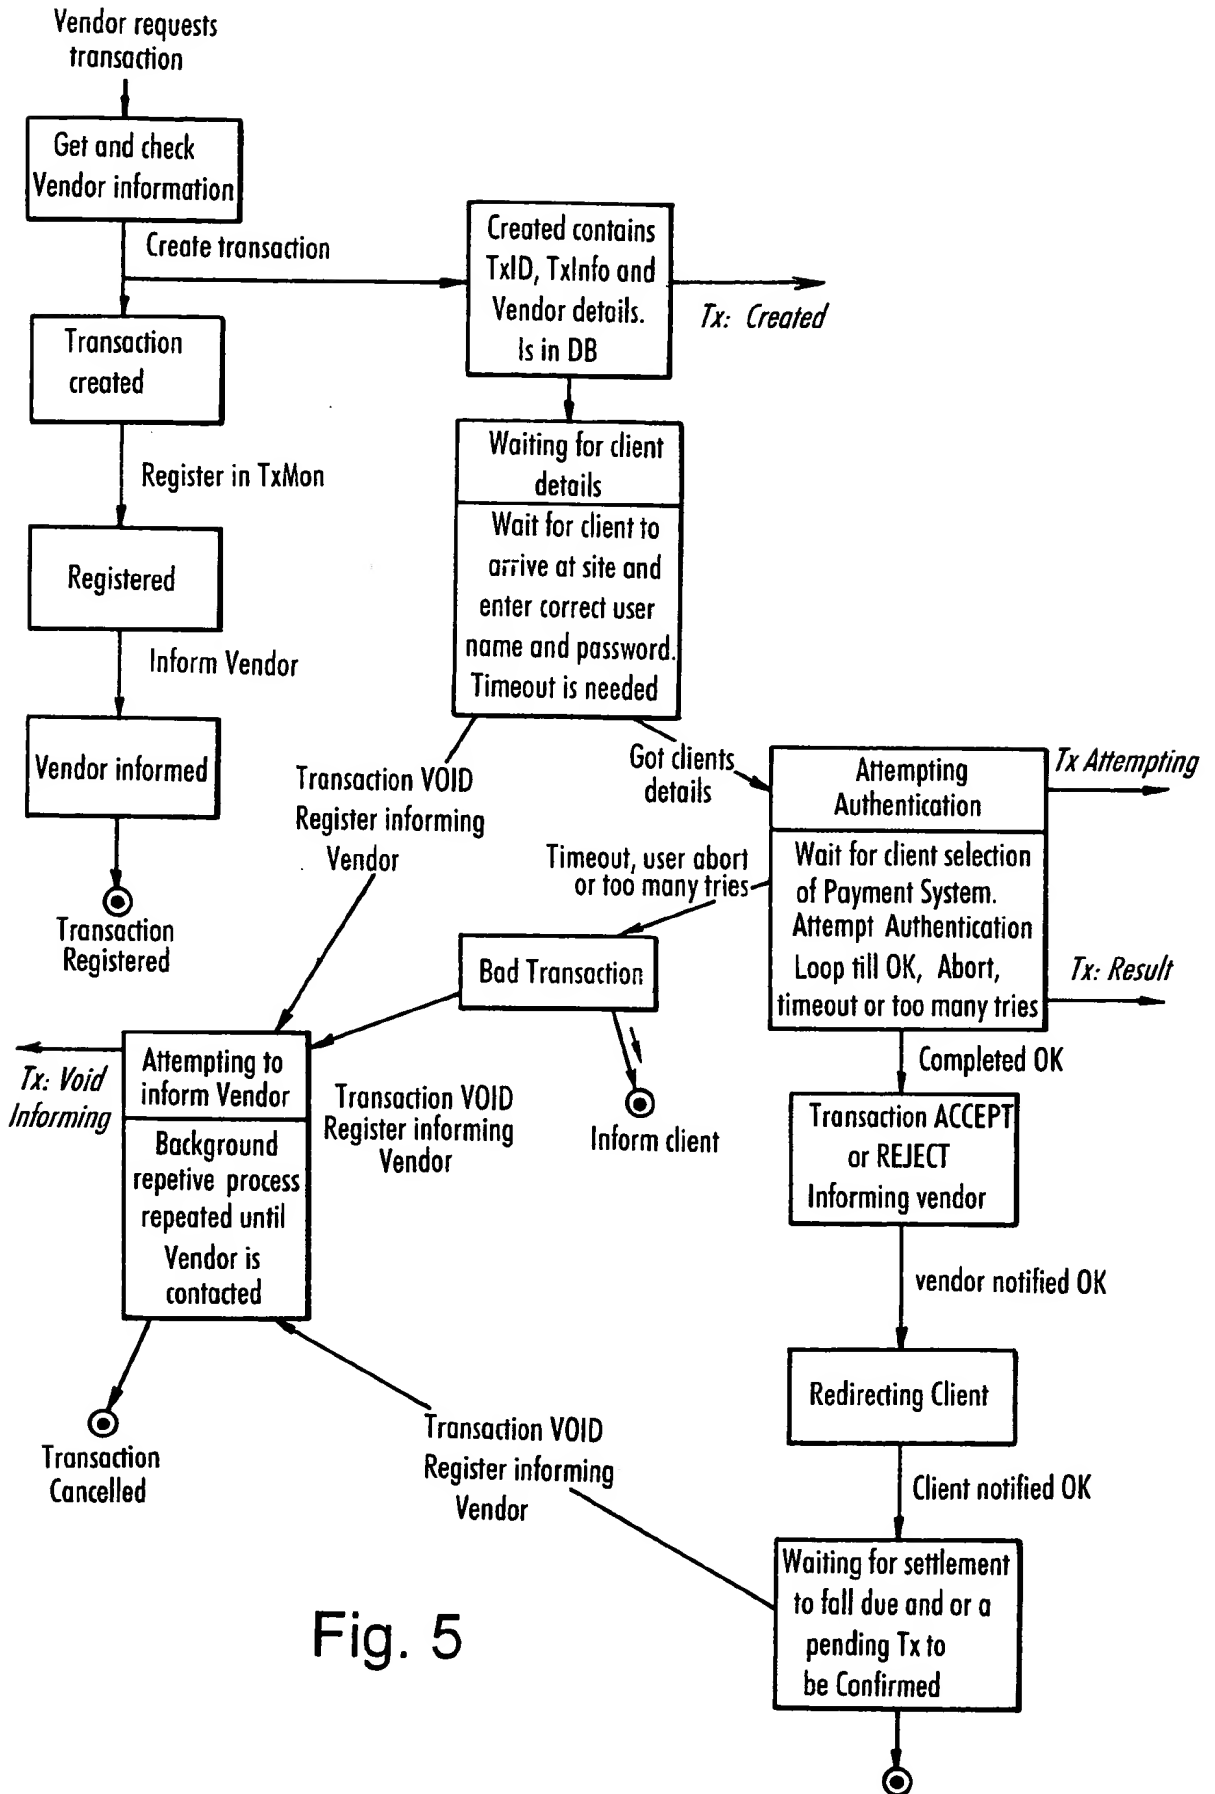 Vendor requests
transaction
Get and check
Vendor information
Create transaction
Created contains
TxID, TxInfo and
Vendor details.
Is in DB
Tx: Created
Transaction
created
Register in TxMon
Registered
Inform Vendor
Vendor informed
Transaction
Registered
Waiting for client
details
Wait for client to
arrive at site and
enter correct user
name and password.
Timeout is needed
Transaction VOID
Register informing
Vendor
Got clients
details
Attempting
Authentication
Tx Attempting
Wait for client selection
of Payment System.
Attempt Authentication
Loop till OK, Abort,
timeout or too many tries
Tx: Result
Timeout, user abort
or too many tries
Bad Transaction
Inform client
Attempting to
inform Vendor
Tx: Void
Informing
Background
repetive process
repeated until
Vendor is
contacted
Transaction VOID
Register informing
Vendor
Completed OK
Transaction ACCEPT
or REJECT
Informing vendor
vendor notified OK
Redirecting Client
Client notified OK
Transaction
Cancelled
Transaction VOID
Register informing
Vendor
Waiting for settlement
to fall due and or a
pending Tx to
be Confirmed
Fig. 5